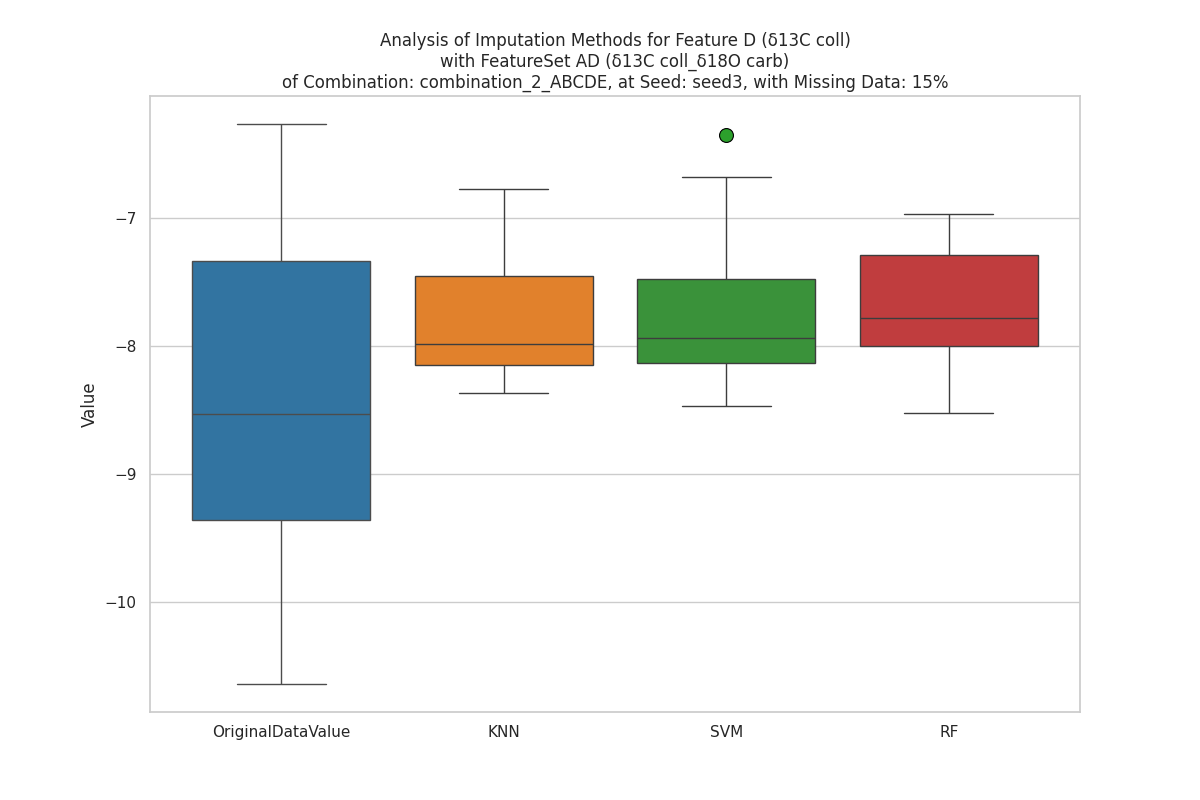 Analysis of Imputation Methods for Feature D (δ13C coll)
with FeatureSet AD (δ13C coll_δ18O carb)
of Combination: combination_2_ABCDE, at Seed: seed3, with Missing Data: 15%
Value
−7
−8
−9
−10
OriginalDataValue
KNN
SVM
RF